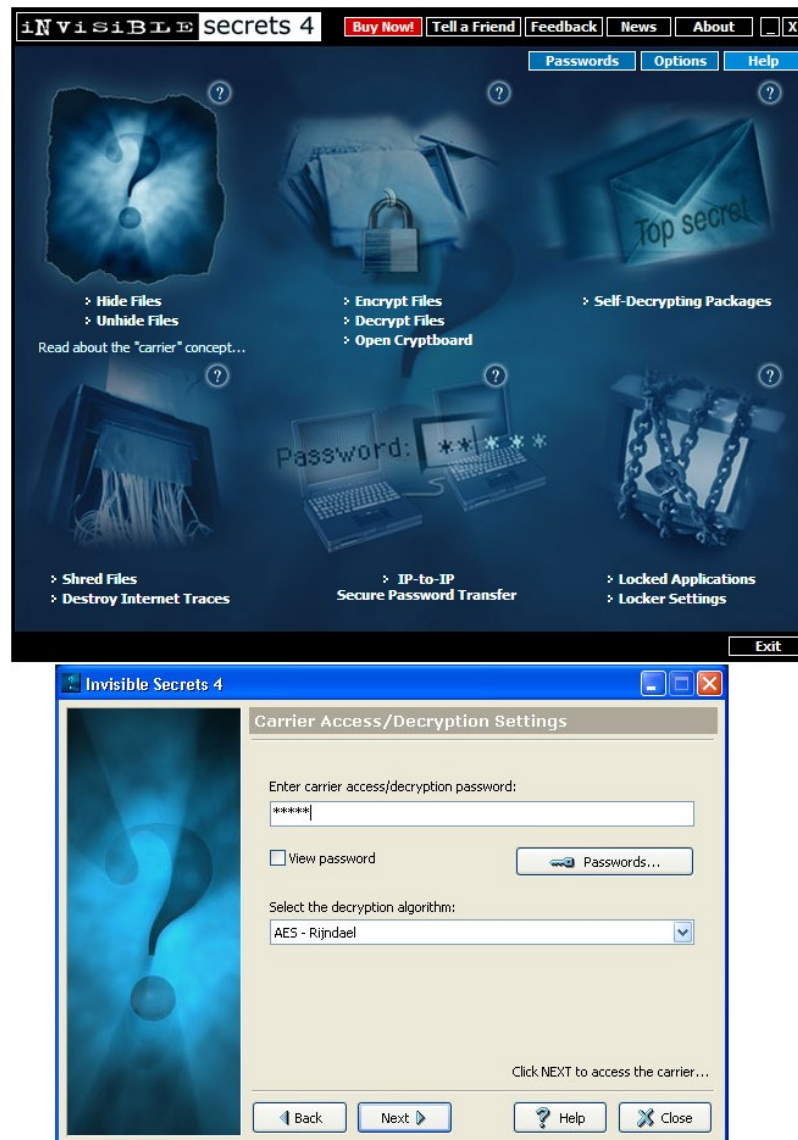 iNViSiBLE secrets 4 Buy Now! Tell a Friend Feedback News About _ X
Passwords Options Help
? ? ?
Top secret
› Hide Files
› Unhide Files
Read about the "carrier" concept...
› Encrypt Files
› Decrypt Files
› Open Cryptboard
› Self-Decrypting Packages
? ? ?
Password: ** * * *
› Shred Files
› Destroy Internet Traces
› IP-to-IP
Secure Password Transfer
› Locked Applications
› Locker Settings
Exit
Invisible Secrets 4
Carrier Access/Decryption Settings
Enter carrier access/decryption password:
*****
View password
Passwords...
Select the decryption algorithm:
AES - Rijndael
Click NEXT to access the carrier...
Back Next Help Close